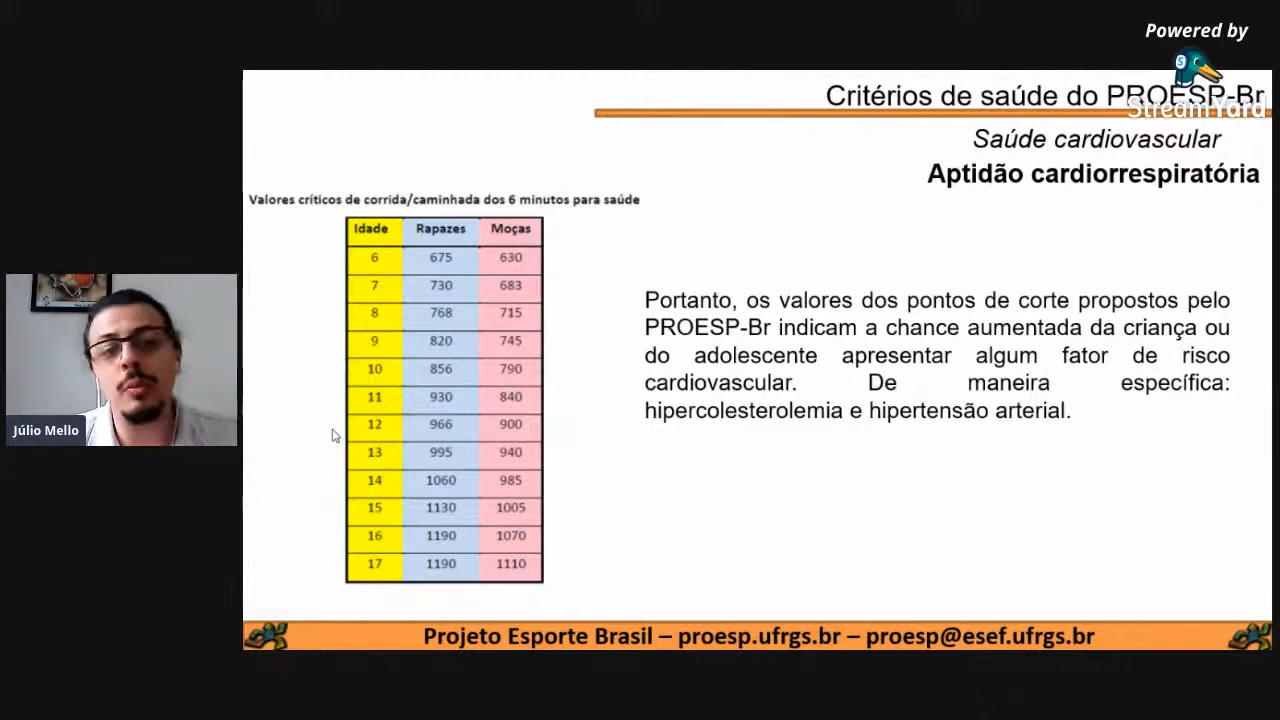 Powered by
StreamYard
Critérios de saúde do PROESP-Br
Saúde cardiovascular
Aptidão cardiorrespiratória
Valores críticos de corrida/caminhada dos 6 minutos para saúde
Idade Rapazes Moças
6 675 630
7 730 683
8 768 715
9 820 745
10 856 790
11 930 840
12 966 900
13 995 940
14 1060 985
15 1130 1005
16 1190 1070
17 1190 1110
Portanto, os valores dos pontos de corte propostos pelo
PROESP-Br indicam a chance aumentada da criança ou
do adolescente apresentar algum fator de risco
cardiovascular. De maneira específica:
hipercolesterolemia e hipertensão arterial.
Júlio Mello
Projeto Esporte Brasil – proesp.ufrgs.br – proesp@esef.ufrgs.br